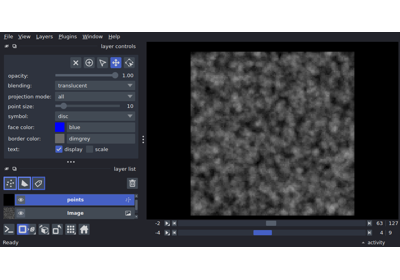 File View Layers Plugins Window Help
layer controls
opacity: 1.00
blending: translucent
projection mode: all
point size: 10
symbol: disc
face color: blue
border color: dimgrey
text: display scale
layer list
points
Image
-2 63 127
-4 4 9
Ready activity